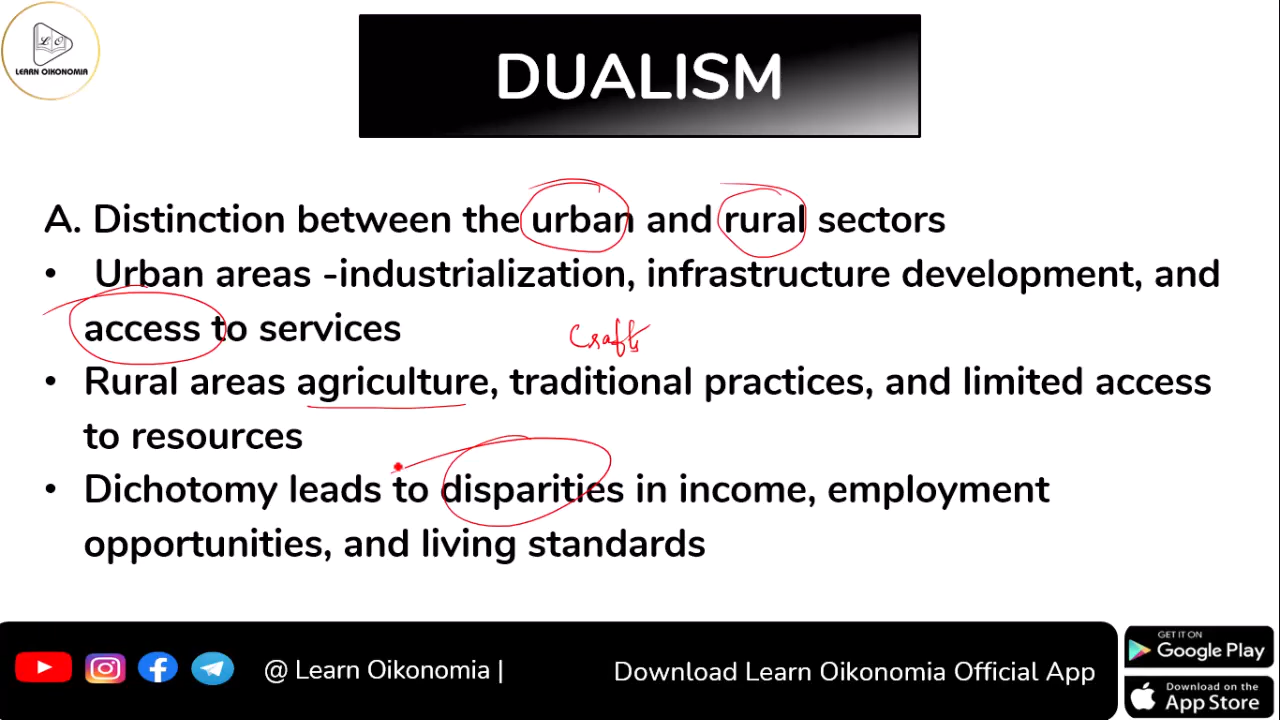 LO
LEARN OIKONOMIA
DUALISM
A. Distinction between the urban and rural sectors
• Urban areas -industrialization, infrastructure development, and
access to services
Crafts
• Rural areas agriculture, traditional practices, and limited access
to resources
• Dichotomy leads to disparities in income, employment
opportunities, and living standards
@ Learn Oikonomia |
Download Learn Oikonomia Official App
GET IT ON
Google Play
Download on the
App Store